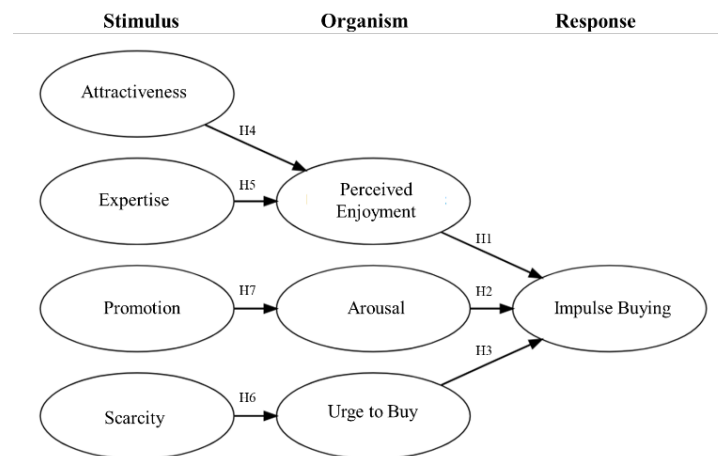 Stimulus Organism Response
Attractiveness
H4
Expertise H5 Perceived
Enjoyment
H1
Promotion H7 Arousal H2 Impulse Buying
H3
Scarcity H6 Urge to Buy